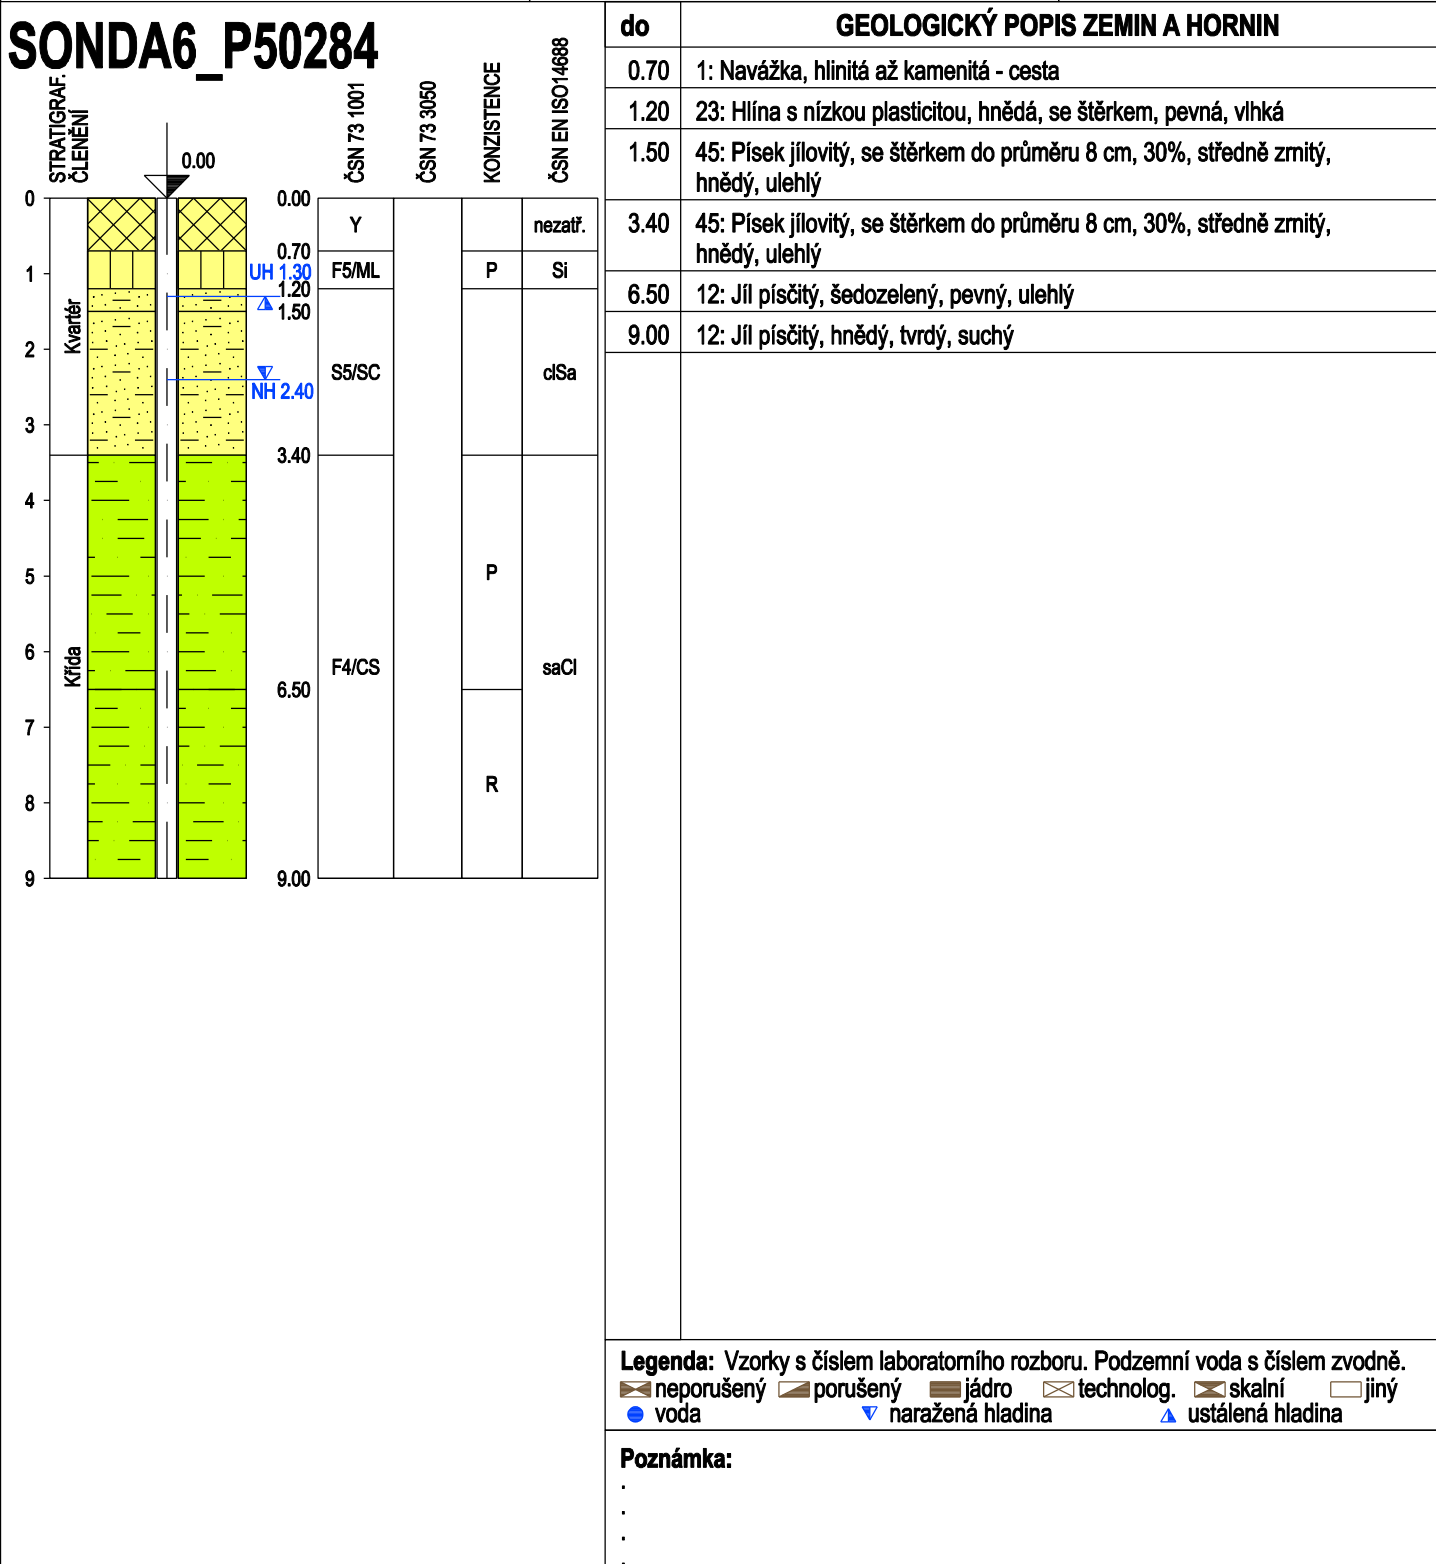 SONDA6_P50284
STRATIGRAF.
ČLENĚNÍ
0.00
ČSN 73 1001
ČSN 73 3050
KONZISTENCE
ČSN EN ISO14688
0
1
2
3
4
5
6
7
8
9
Kvartér
Křída
UH 1.30
NH 2.40
0.00
0.70
1.20
1.50
3.40
6.50
9.00
Y
nezatř.
F5/ML
P
Si
S5/SC
clSa
F4/CS
P
saCl
R
do
GEOLOGICKÝ POPIS ZEMIN A HORNIN
0.70 1: Navážka, hlinitá až kamenitá - cesta
1.20 23: Hlína s nízkou plasticitou, hnědá, se štěrkem, pevná, vlhká
1.50 45: Písek jílovitý, se štěrkem do průměru 8 cm, 30%, středně zrnitý,
hnědý, ulehlý
3.40 45: Písek jílovitý, se štěrkem do průměru 8 cm, 30%, středně zrnitý,
hnědý, ulehlý
6.50 12: Jíl písčitý, šedozelený, pevný, ulehlý
9.00 12: Jíl písčitý, hnědý, tvrdý, suchý
Legenda: Vzorky s číslem laboratorního rozboru. Podzemní voda s číslem zvodně.
neporušený porušený jádro technolog. skalní jiný
voda naražená hladina ustálená hladina
Poznámka:
.
.
.
.